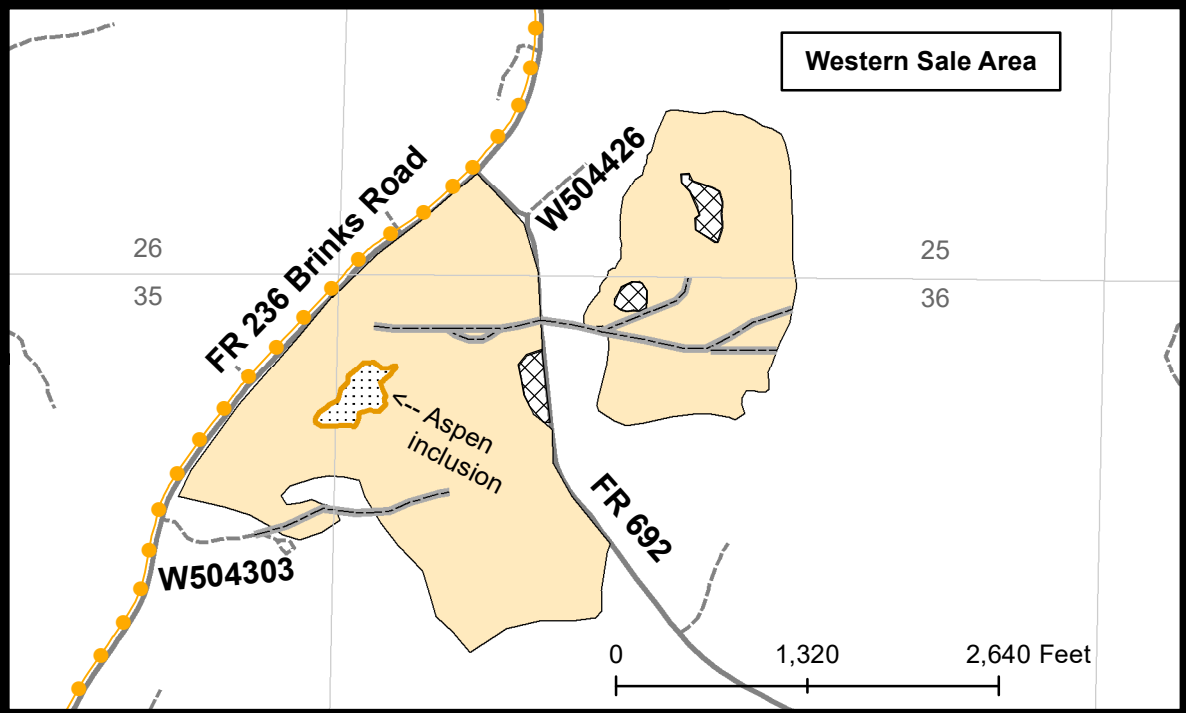 Western Sale Area
W504426
FR 236 Brinks Road
26
25
35
36
<-- Aspen
inclusion
FR 692
W504303
0 1,320 2,640 Feet